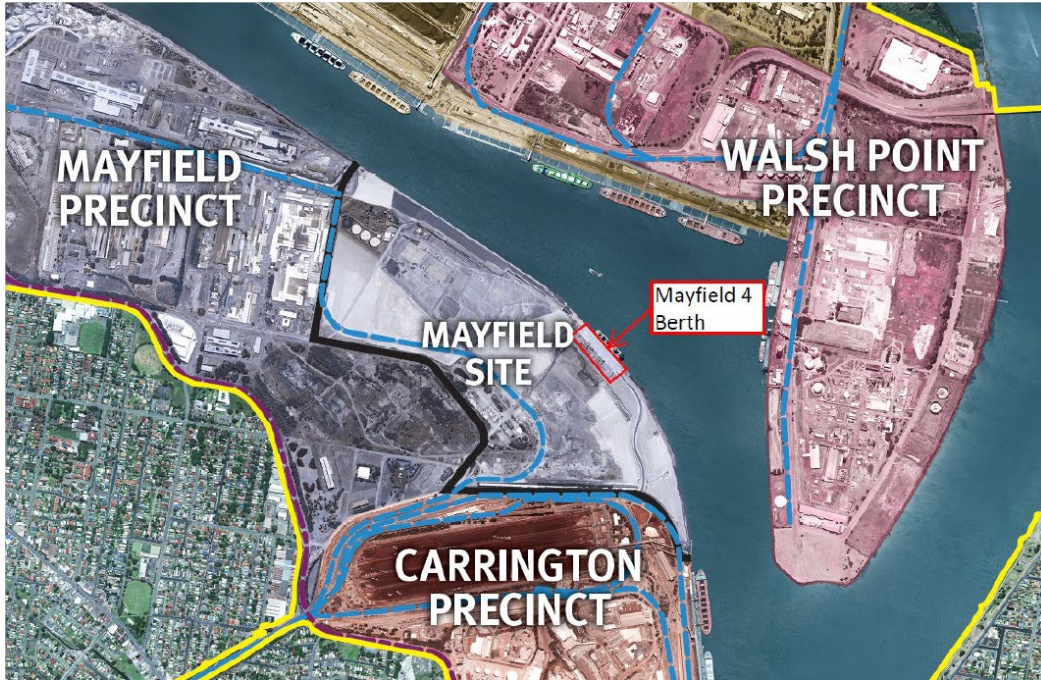 MAYFIELD
PRECINCT
WALSH POINT
PRECINCT
Mayfield 4
Berth
MAYFIELD
SITE
CARRINGTON
PRECINCT